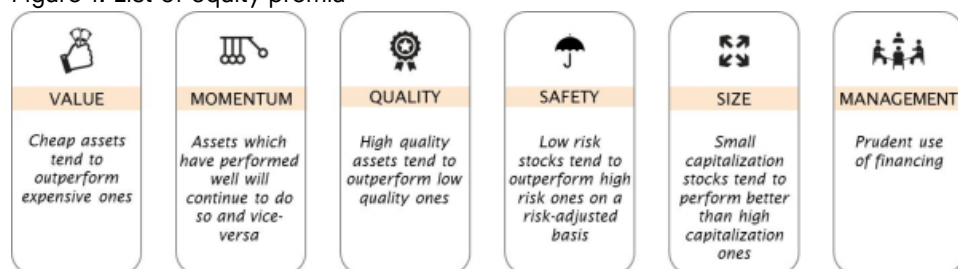 Figure List of equity premia
VALUE
Cheap assets
tend to
outperform
expensive ones
MOMENTUM
Assets which
have performed
well will
continue to do
so and vice-
versa
QUALITY
High quality
assets tend to
outperform low
quality ones
SAFETY
Low risk
stocks tend to
outperform high
risk ones on a
risk-adjusted
basis
SIZE
Small
capitalization
stocks tend to
perform better
than high
capitalization
ones
MANAGEMENT
Prudent use
of financing